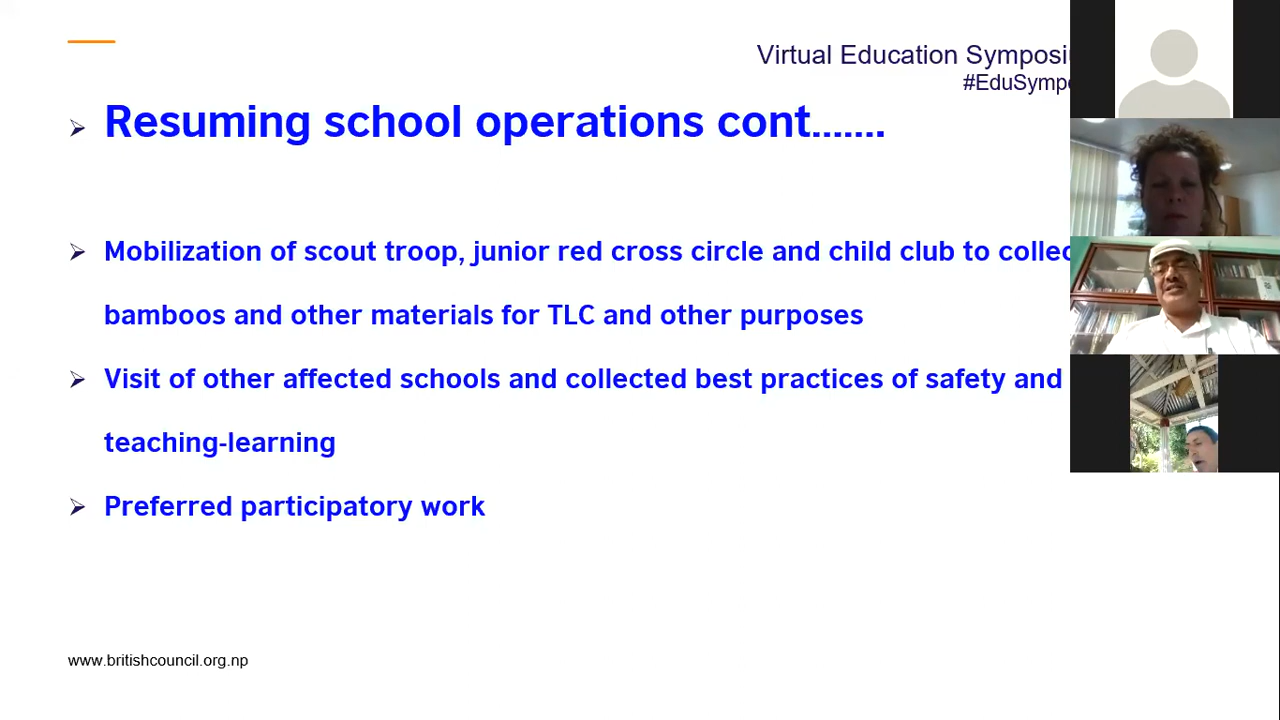 Virtual Education
#EduSymp
Resuming school operations cont.......
Mobilization of scout troop, junior red cross circle and child club to
bamboos and other materials for TLC and other purposes
Visit of other affected schools and collected best practices of safety and
teaching-learning
Preferred participatory work
www.britishcouncil.org.np